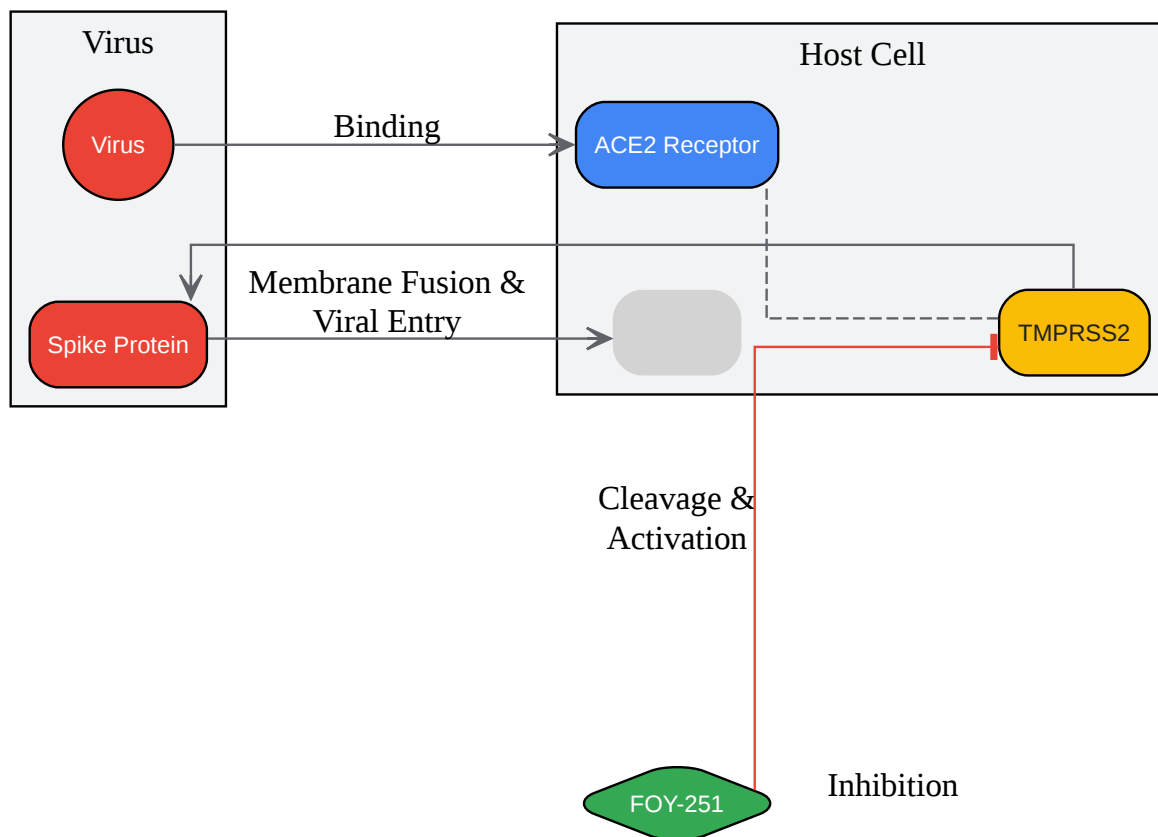 Virus
Host Cell
Virus
Binding
ACE2 Receptor
Membrane Fusion &
Viral Entry
Spike Protein
TMPRSS2
Cleavage &
Activation
Inhibition
FOY-251